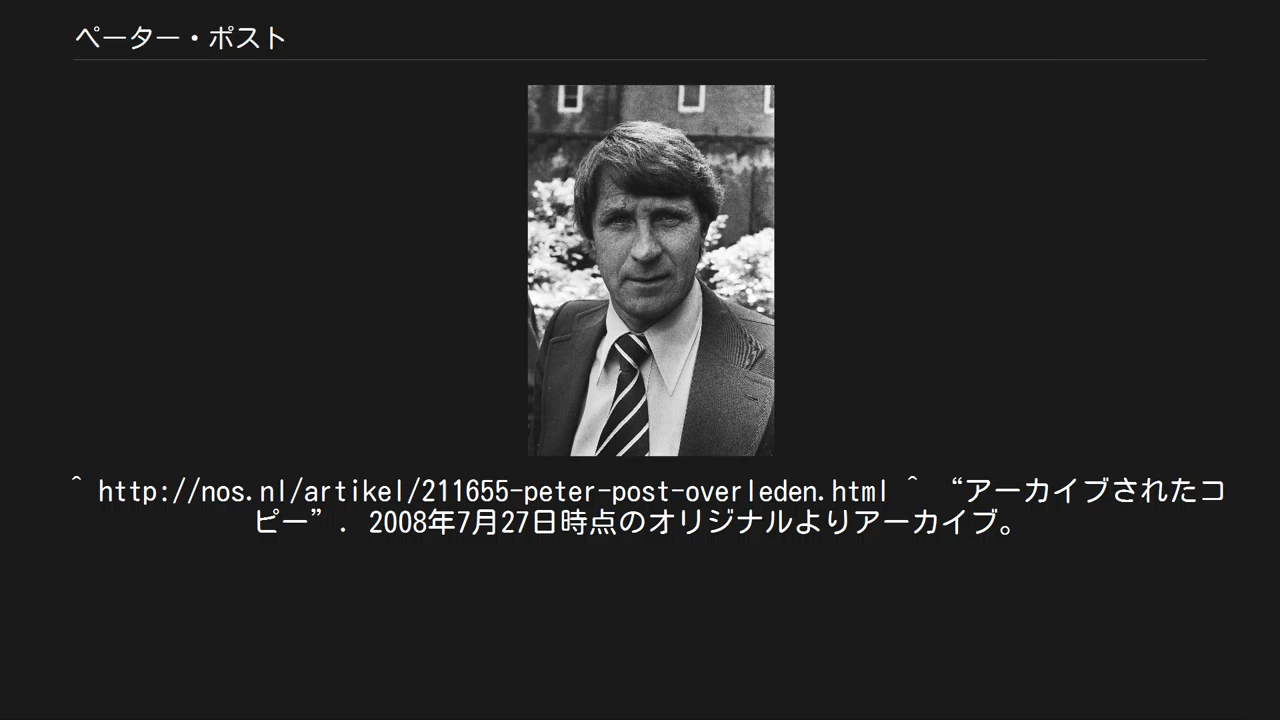 ペーター・ポスト
^ http://nos.nl/artikel/211655-peter-post-overleden.html ^ “アーカイブされたコ
ピー”. 2008年7月27日時点のオリジナルよりアーカイブ。